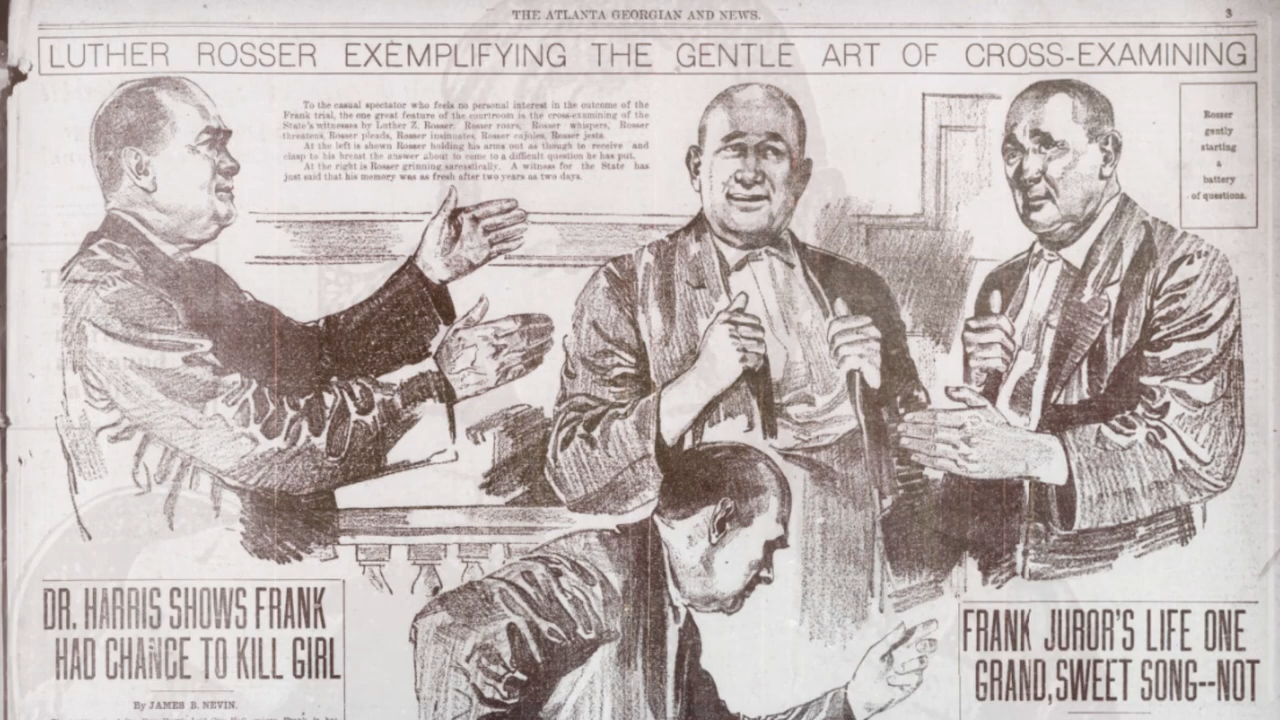 THE ATLANTA GEORGIAN AND NEWS.
3
LUTHER ROSSER EXEMPLIFYING THE GENTLE ART OF CROSS-EXAMINING
To the casual spectator who feels no personal interest in the outcome of the
Frank trial, the one great feature of the courtroom is the cross-examining of the
State's witnesses by Luther Z. Rosser. Rosser roars, Rosser whispers, Rosser
threatens, Rosser pleads, Rosser insinuates, Rosser cajoles, Rosser jests.
At the left is shown Rosser holding his arms out as though to receive and
clasp to his breast the answer about to come to a difficult question he has put.
At the right is Rosser grinning sarcastically. A witness for the State has
just said that his memory was as fresh after two years as two days.
Rosser
gently
starting
a
battery
of questions.
DR. HARRIS SHOWS FRANK
HAD CHANCE TO KILL GIRL
By JAMES B. NEVIN.
FRANK JUROR'S LIFE ONE
GRAND, SWEET SONG--NOT